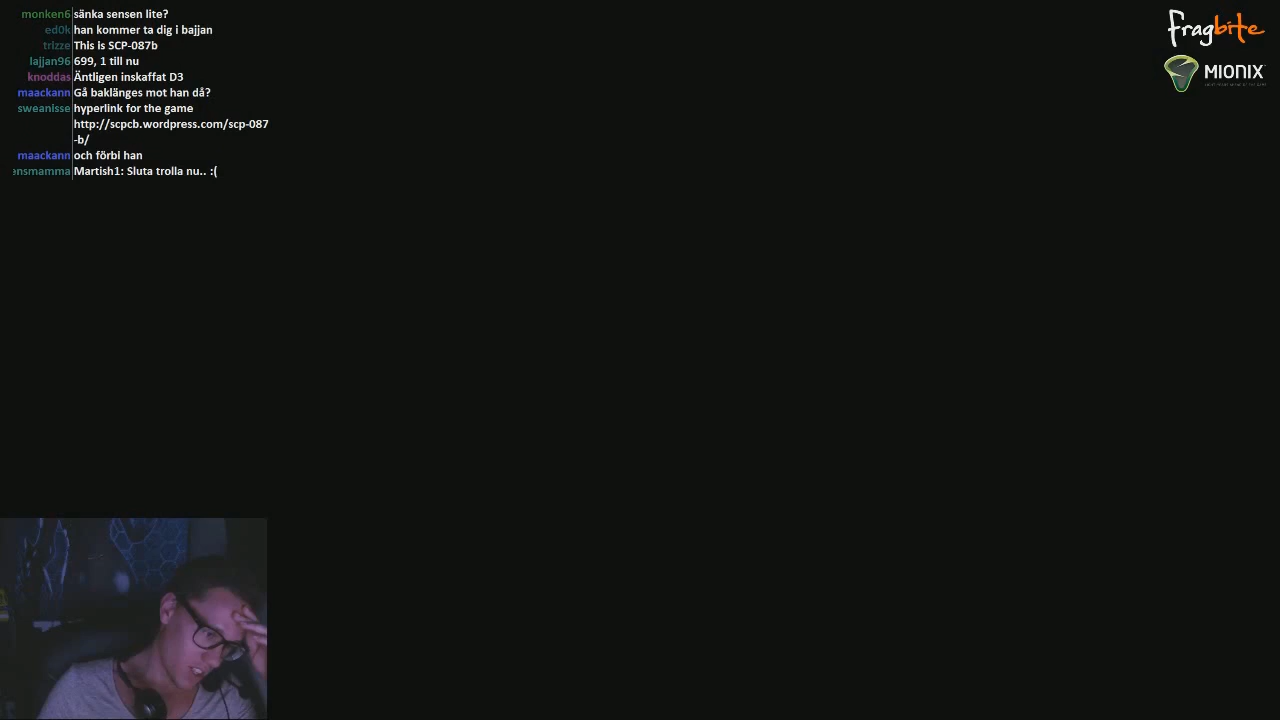 monken6 sänka sensen lite?
ed0k han kommer ta dig i bajjan
trizze This is SCP-087b
lajjan96 699, 1 till nu
knoddas Äntligen inskaffat D3
maackann Gå baklänges mot han då?
sweanisse hyperlink for the game
http://scpcb.wordpress.com/scp-087
-b/
maackann och förbi han
ensmamma Martish1: Sluta trolla nu.. :(
fragbite
MIONIX